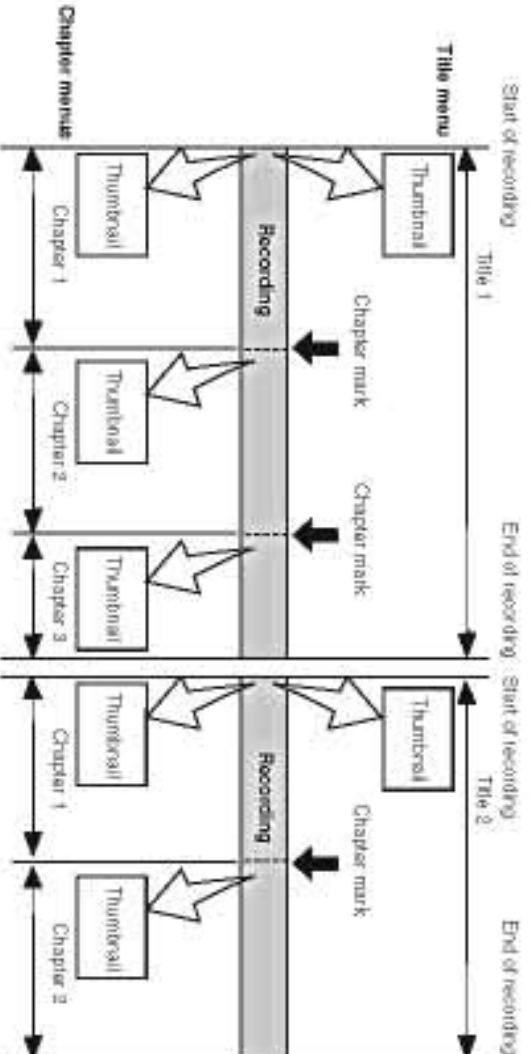 Start of recording
End of recording
Start of recording
End of recording
Title 1
Title 2
Title menu
Thumbnail
Thumbnail
Chapter mark
Chapter mark
Chapter mark
Recording
Recording
Thumbnail
Thumbnail
Thumbnail
Thumbnail
Thumbnail
Chapter menus
Chapter 1
Chapter 2
Chapter 3
Chapter 1
Chapter 2